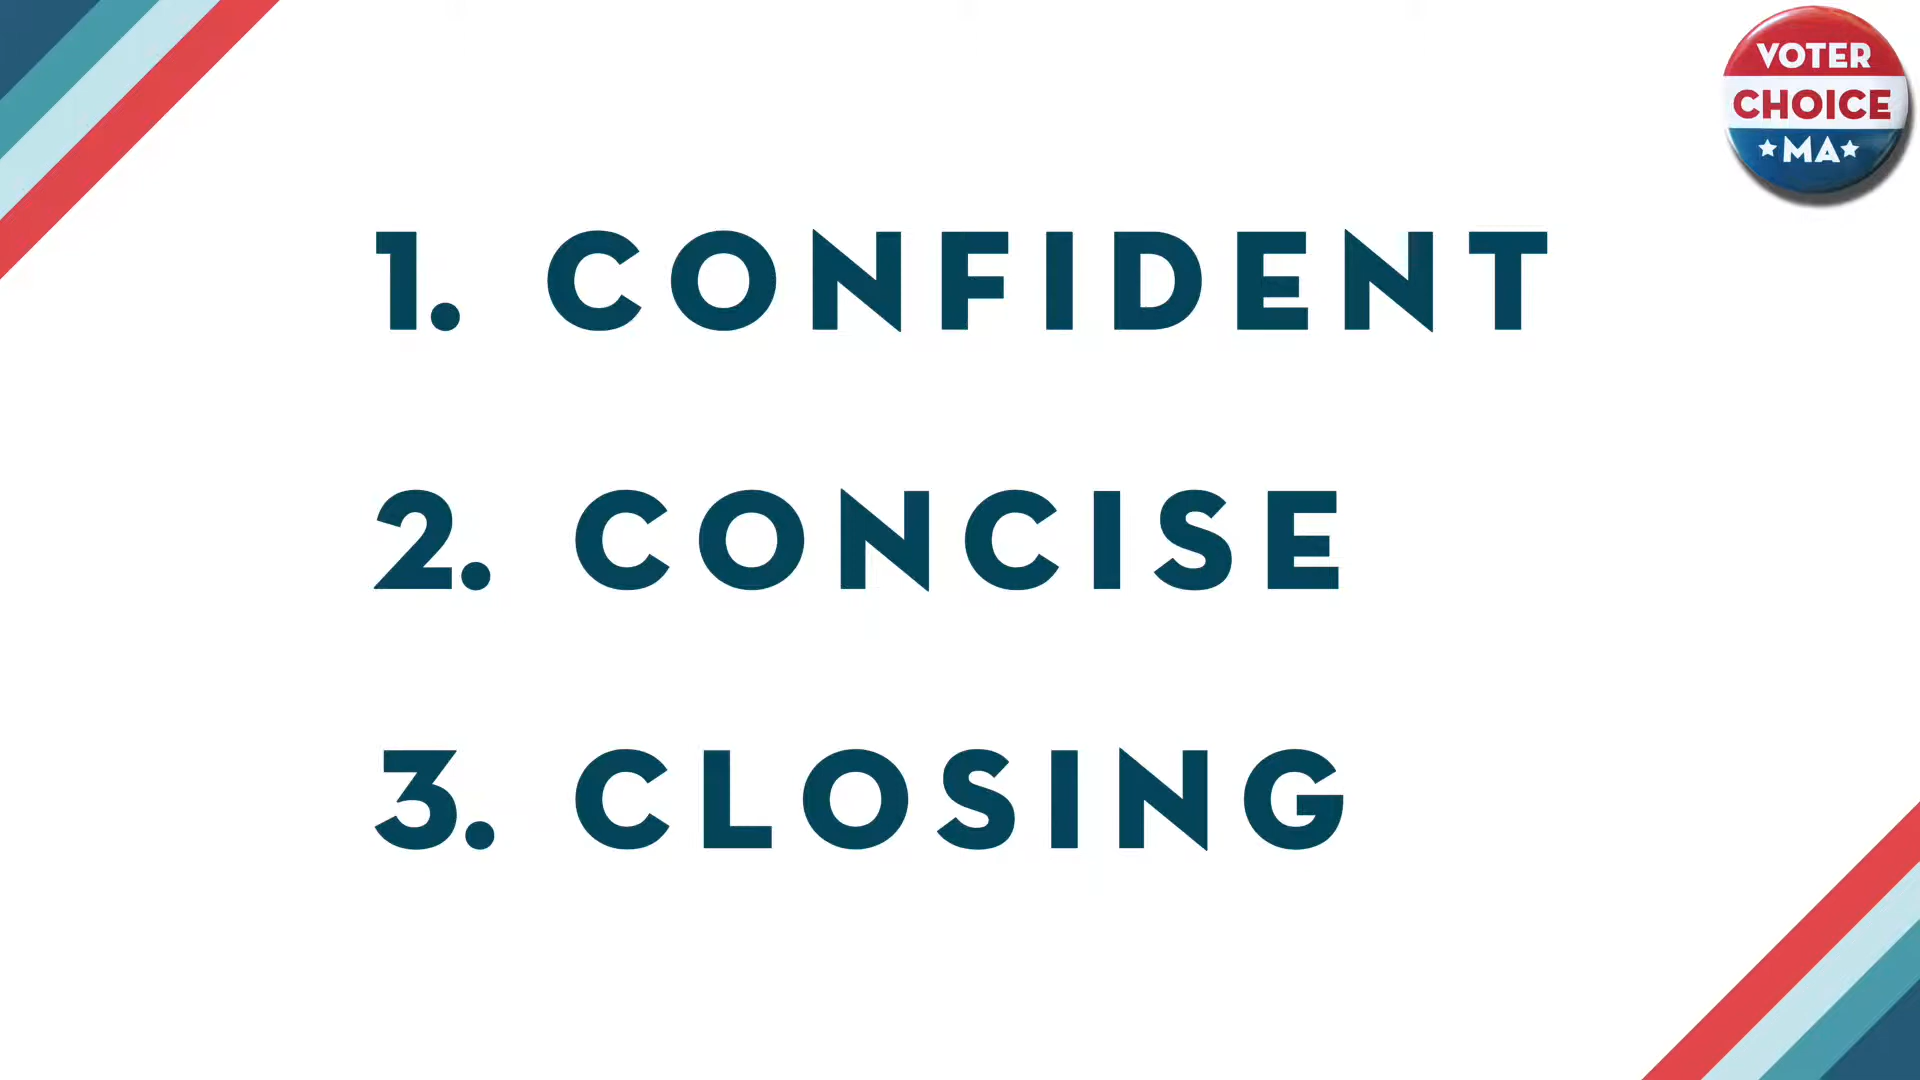 VOTER
CHOICE
★MA★
1. CONFIDENT
2. CONCISE
3. CLOSING